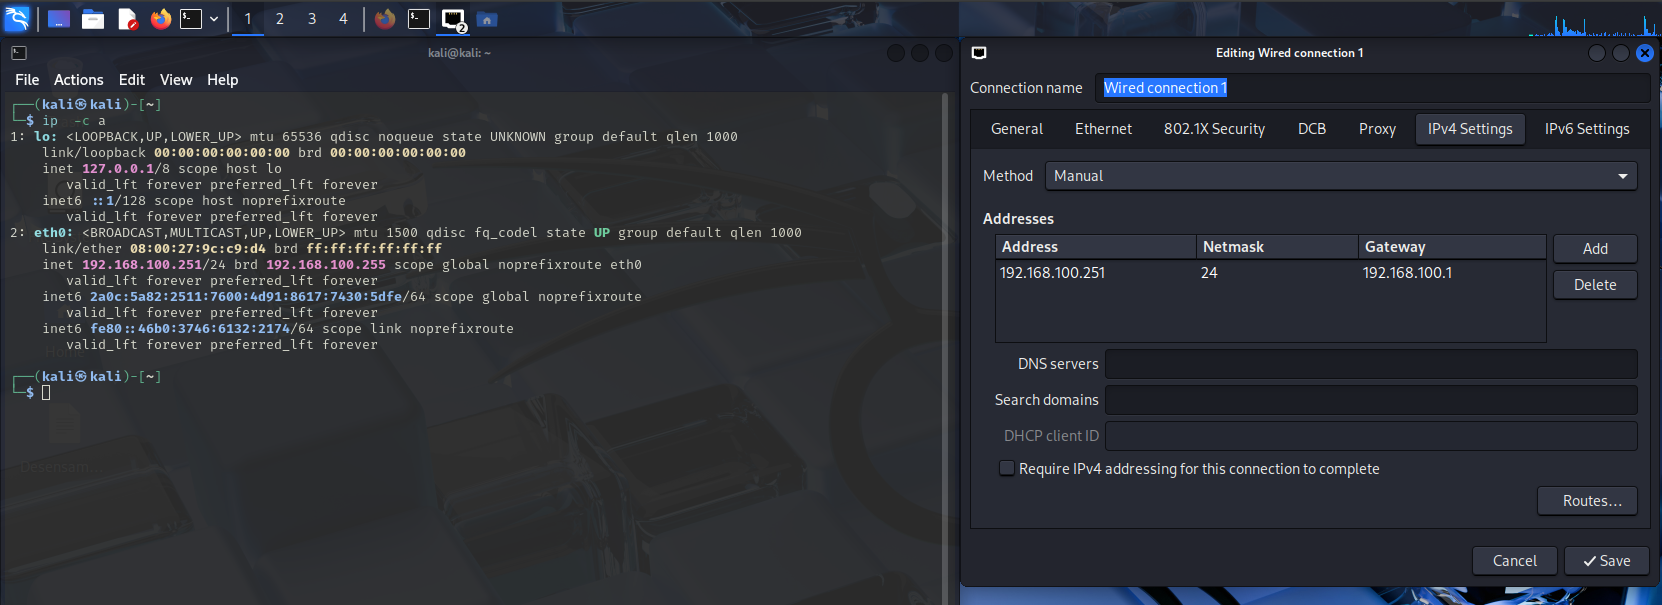 1 2 3 4
2
kali@kali: ~
File Actions Edit View Help
┌──(kali㉿kali)-[~]
└─$ ip  -c a
1: lo: <LOOPBACK,UP,LOWER_UP> mtu 65536 qdisc noqueue state UNKNOWN group default qlen 1000
    link/loopback 00:00:00:00:00:00 brd 00:00:00:00:00:00
    inet 127.0.0.1/8 scope host lo
       valid_lft forever preferred_lft forever
    inet6 ::1/128 scope host noprefixroute
       valid_lft forever preferred_lft forever
2: eth0: <BROADCAST,MULTICAST,UP,LOWER_UP> mtu 1500 qdisc fq_codel state UP group default qlen 1000
    link/ether 08:00:27:9c:c9:d4 brd ff:ff:ff:ff:ff:ff
    inet 192.168.100.251/24 brd 192.168.100.255 scope global noprefixroute eth0
       valid_lft forever preferred_lft forever
    inet6 2a0c:5a82:2511:7600:4d91:8617:7430:5dfe/64 scope global noprefixroute
       valid_lft forever preferred_lft forever
    inet6 fe80::46b0:3746:6132:2174/64 scope link noprefixroute
       valid_lft forever preferred_lft forever
Home
┌──(kali㉿kali)-[~]
└─$
Desensam...
Editing Wired connection 1
Connection name Wired connection 1
General Ethernet 802.1X Security DCB Proxy IPv4 Settings IPv6 Settings
Method Manual
Addresses
Address Netmask Gateway
192.168.100.251 24 192.168.100.1
Add
Delete
DNS servers
Search domains
DHCP client ID
Require IPv4 addressing for this connection to complete
Routes...
Cancel Save